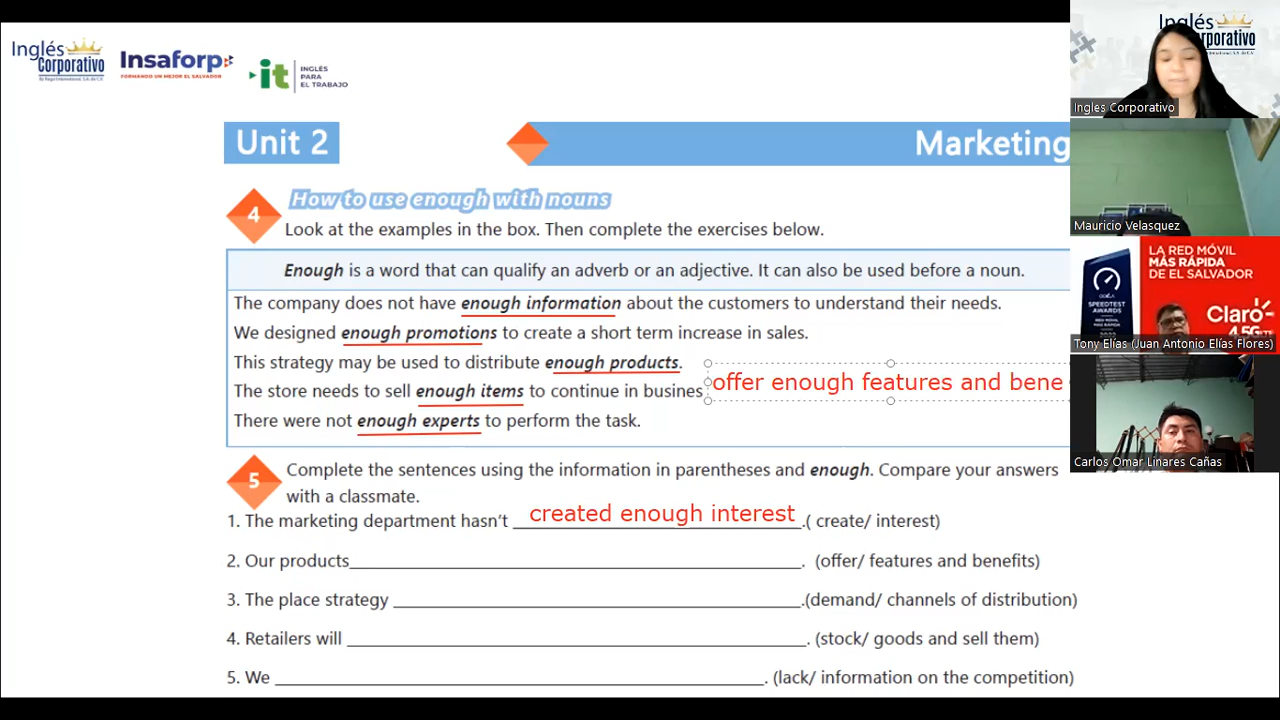 Inglés
Corporativo
Insaforp
FORMANDO UN MEJOR EL SALVADOR
it
INGLÉS
PARA
EL TRABAJO
Unit 2
Marketing
4
How to use enough with nouns
Look at the examples in the box. Then complete the exercises below.
Enough is a word that can qualify an adverb or an adjective. It can also be used before a noun.
The company does not have enough information about the customers to understand their needs.
We designed enough promotions to create a short term increase in sales.
This strategy may be used to distribute enough products.
The store needs to sell enough items to continue in busines
offer enough features and bene
There were not enough experts to perform the task.
5
Complete the sentences using the information in parentheses and enough. Compare your answers
with a classmate.
1. The marketing department hasn't created enough interest.( create/ interest)
2. Our products___. (offer/ features and benefits)
3. The place strategy ___.(demand/ channels of distribution)
4. Retailers will ___. (stock/ goods and sell them)
5. We ___. (lack/ information on the competition)
Inglés
Corporativo
Ingles Corporativo
Mauricio Velasquez
LA RED MÓVIL
MÁS RÁPIDA
DE EL SALVADOR
SPEEDTEST
AWARDS
Claro
4.5G LTE
Tony Elías (Juan Antonio Elías Flores)
Carlos Omar Linares Cañas